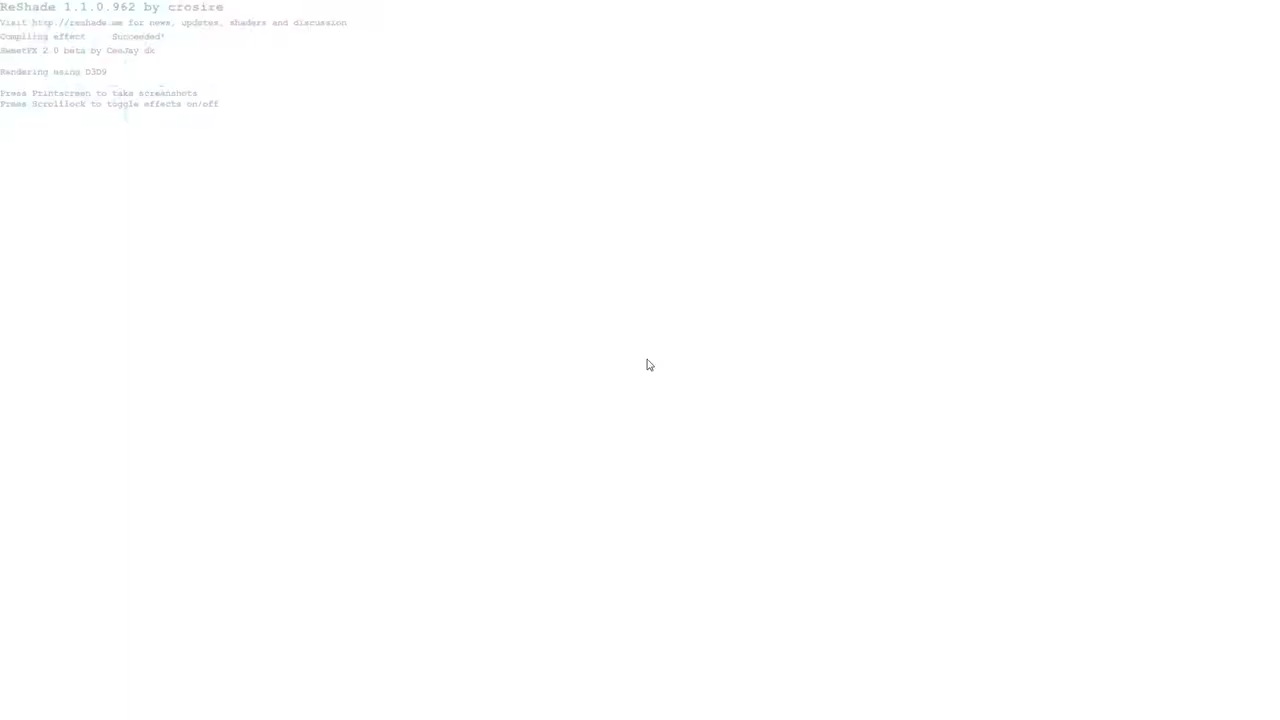 ReShade 1.1.0.962 by crosire
Visit http://reshade.me for news, updates, shaders and discussion
Compiling effect Succeeded!
SweetFX 2.0 beta by CeeJay dk
Rendering using D3D9
Press Printscreen to take screenshots
Press Scrolllock to toggle effects on/off